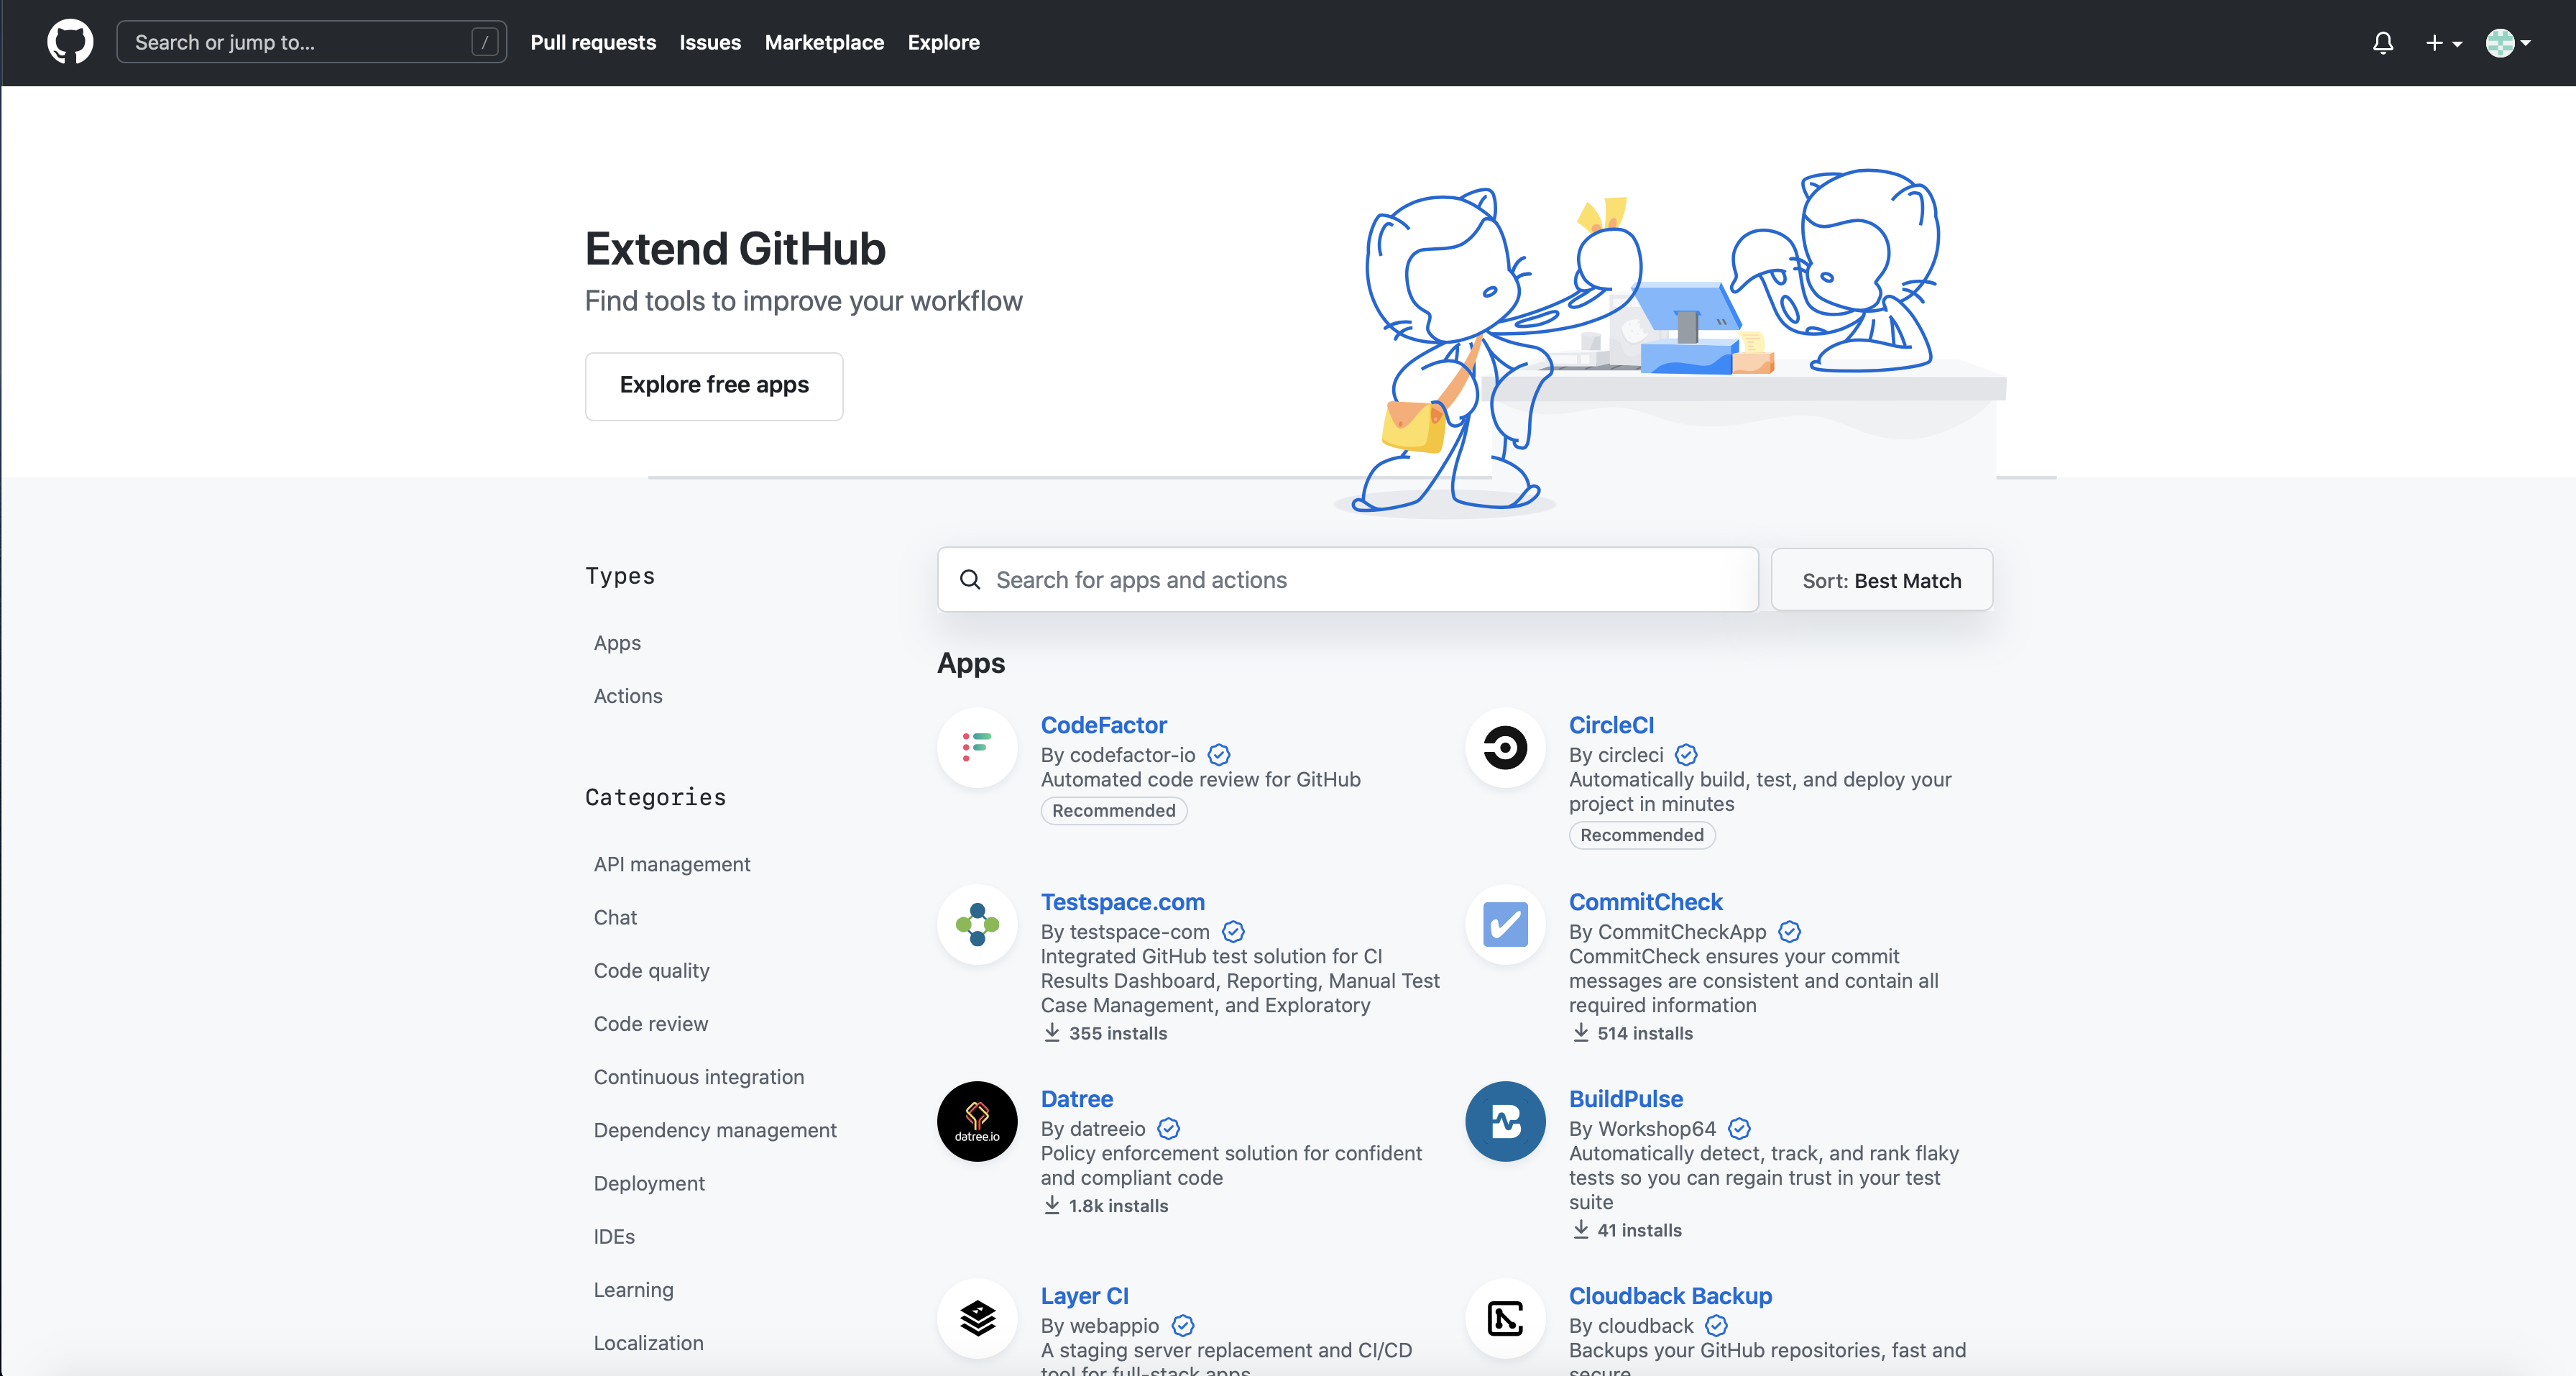 Search or jump to...
/
Pull requests
Issues
Marketplace
Explore
Extend GitHub
Find tools to improve your workflow
Explore free apps
Types
Apps
Actions
Categories
API management
Chat
Code quality
Code review
Continuous integration
Dependency management
Deployment
IDEs
Learning
Localization
Search for apps and actions
Sort: Best Match
Apps
CodeFactor
By codefactor-io
Automated code review for GitHub
Recommended
CircleCI
By circleci
Automatically build, test, and deploy your
project in minutes
Recommended
Testspace.com
By testspace-com
Integrated GitHub test solution for CI
Results Dashboard, Reporting, Manual Test
Case Management, and Exploratory
355 installs
CommitCheck
By CommitCheckApp
CommitCheck ensures your commit
messages are consistent and contain all
required information
514 installs
datree.io
Datree
By datreeio
Policy enforcement solution for confident
and compliant code
1.8k installs
BuildPulse
By Workshop64
Automatically detect, track, and rank flaky
tests so you can regain trust in your test
suite
41 installs
Layer CI
By webappio
A staging server replacement and CI/CD
tool for full-stack apps
Cloudback Backup
By cloudback
Backups your GitHub repositories, fast and
secure